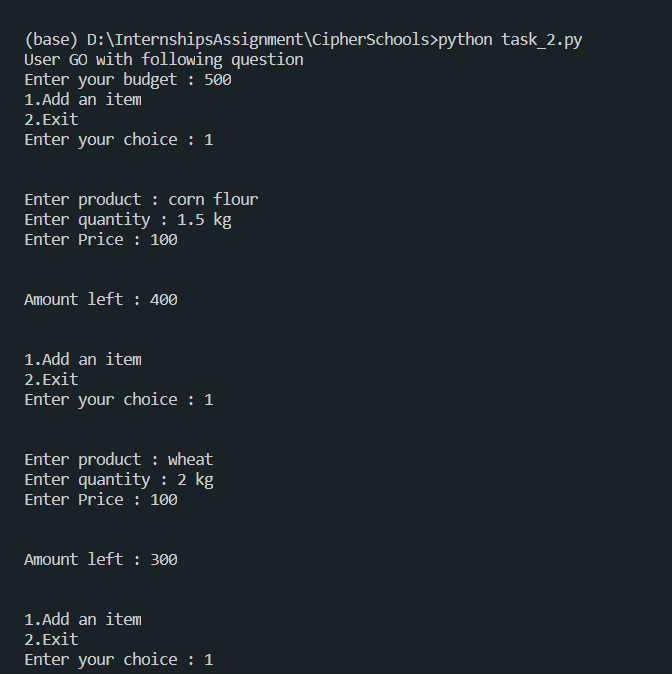 (base) D:\InternshipsAssignment\CipherSchools>python task_2.py
User GO with following question
Enter your budget : 500
1.Add an item
2.Exit
Enter your choice : 1
Enter product : corn flour
Enter quantity : 1.5 kg
Enter Price : 100
Amount left : 400
1.Add an item
2.Exit
Enter your choice : 1
Enter product : wheat
Enter quantity : 2 kg
Enter Price : 100
Amount left : 300
1.Add an item
2.Exit
Enter your choice : 1